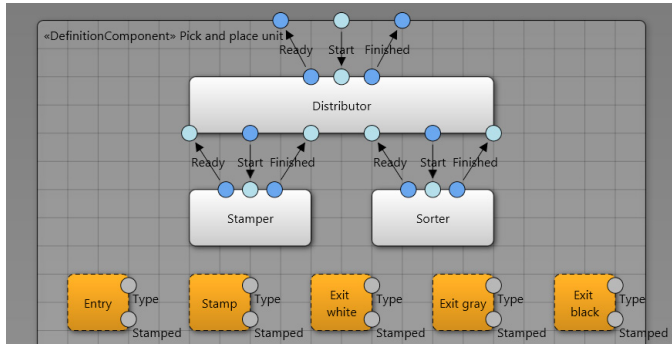 «DefinitionComponent» Pick and place unit
Ready Start Finished
Distributor
Ready Start Finished Ready Start Finished
Stamper Sorter
Entry Type Stamped
Stamp Type Stamped
Exit
white Type Stamped
Exit gray Type Stamped
Exit
black Type Stamped